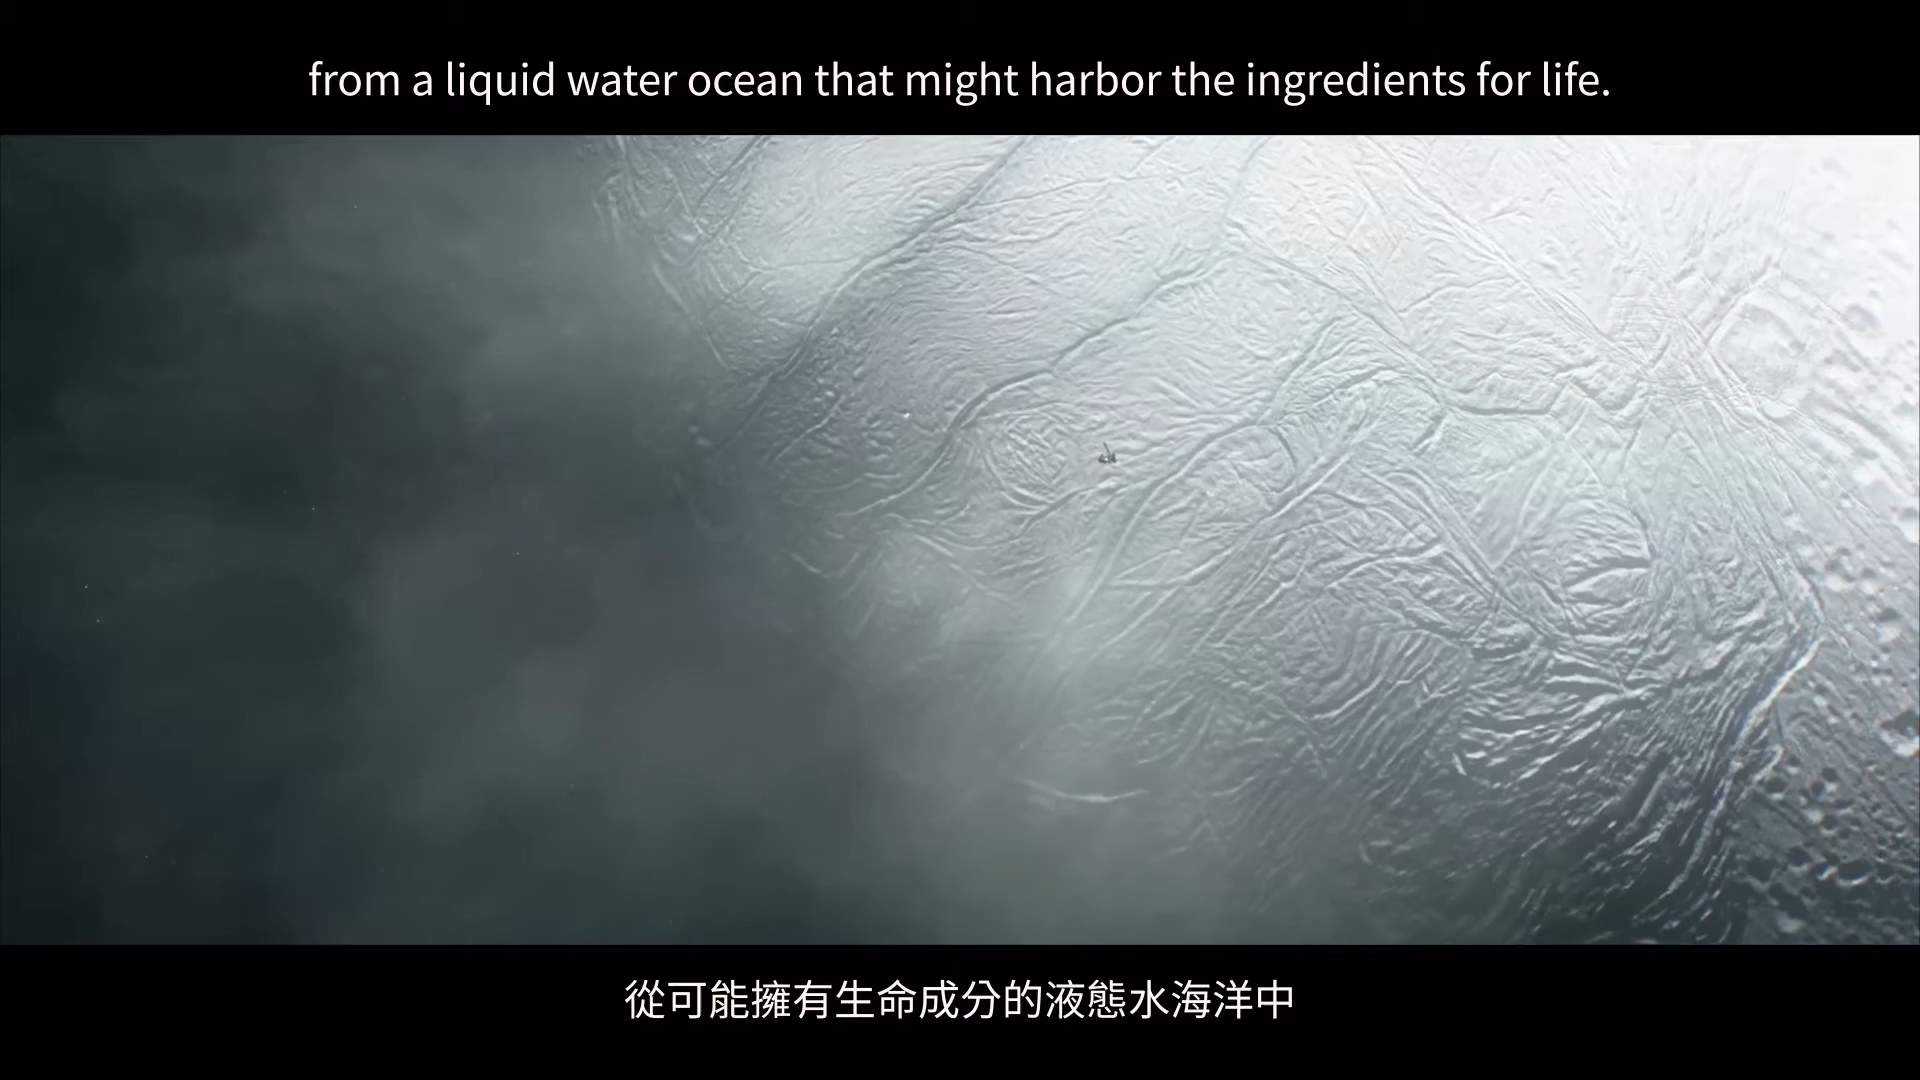 from a liquid water ocean that might harbor the ingredients for life.
從可能擁有生命成分的液態水海洋中